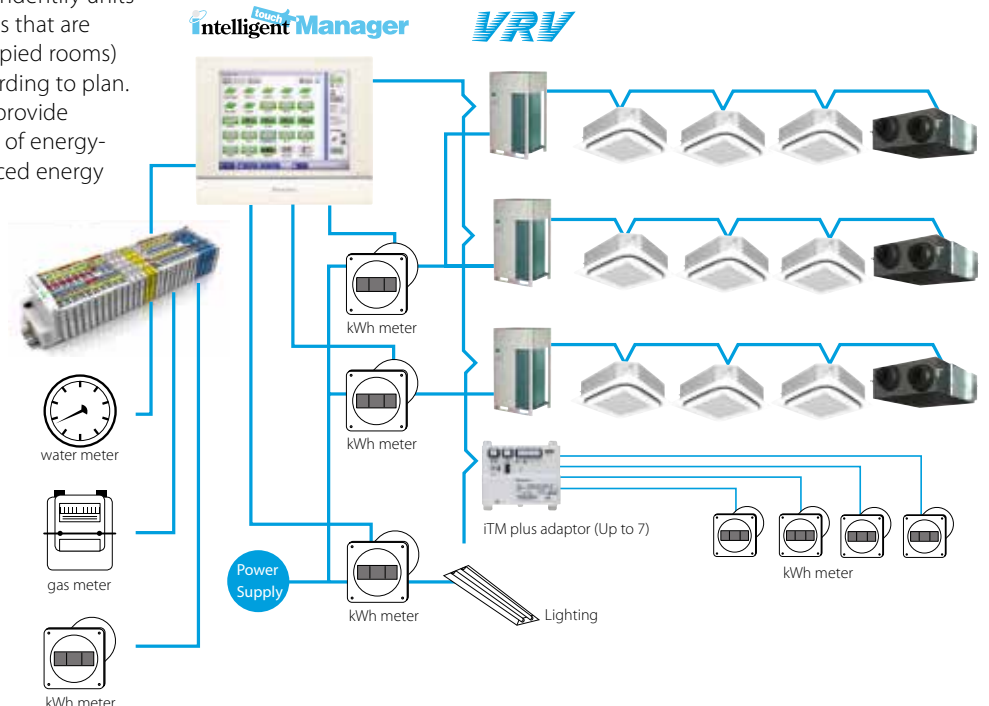 ndentify units
s that are
pied rooms)
rding to plan.
provide
of energy-
ced energy
touch
intelligent Manager
VRV
kWh meter
kWh meter
water meter
iTM plus adaptor (Up to 7)
kWh meter
gas meter
Power
Supply
kWh meter
Lighting
kWh meter